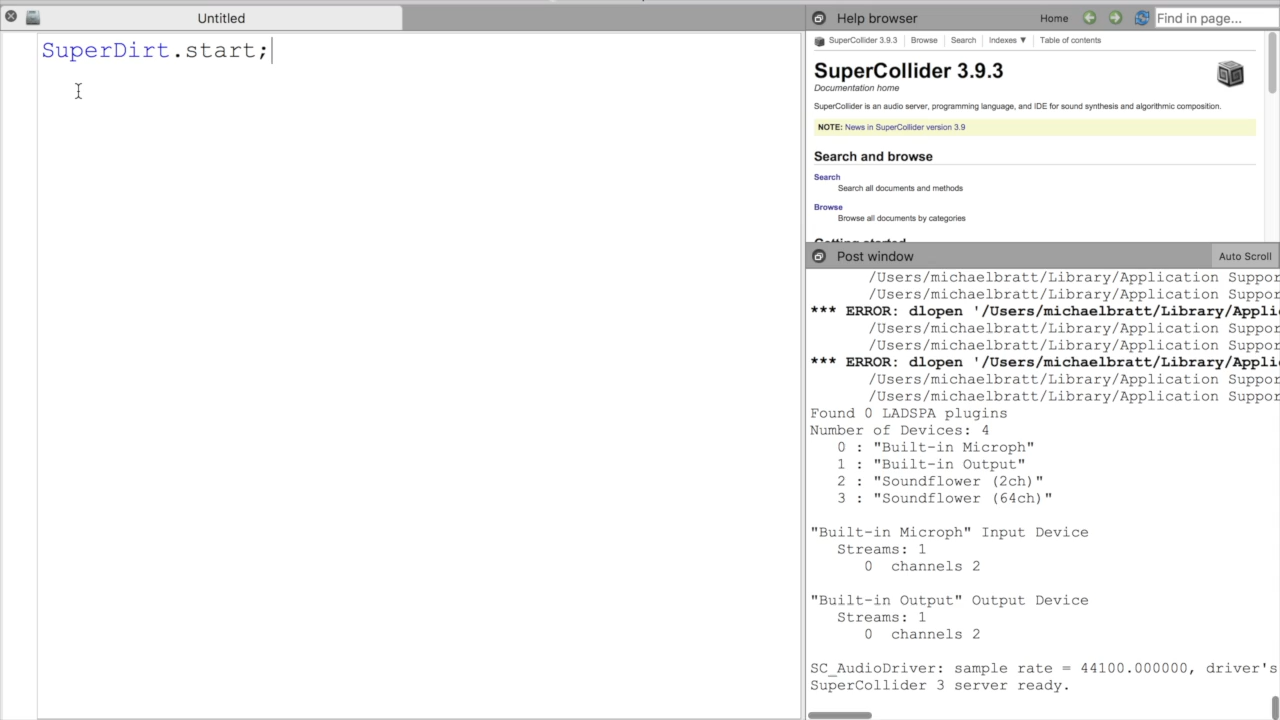 Untitled
SuperDirt.start;
Help browser
Home
Find in page...
SuperCollider 3.9.3
Browse
Search
Indexes ▼
Table of contents
SuperCollider 3.9.3
Documentation home
SuperCollider is an audio server, programming language, and IDE for sound synthesis and algorithmic composition.
NOTE: News in SuperCollider version 3.9
Search and browse
Search
Search all documents and methods
Browse
Browse all documents by categories
Getting started
Post window
Auto Scroll
/Users/michaelbratt/Library/Application Suppor
/Users/michaelbratt/Library/Application Suppor
*** ERROR: dlopen '/Users/michaelbratt/Library/Appli
/Users/michaelbratt/Library/Application Suppor
/Users/michaelbratt/Library/Application Suppor
*** ERROR: dlopen '/Users/michaelbratt/Library/Appli
/Users/michaelbratt/Library/Application Suppor
/Users/michaelbratt/Library/Application Suppor
Found 0 LADSPA plugins
Number of Devices: 4
0 : "Built-in Microph"
1 : "Built-in Output"
2 : "Soundflower (2ch)"
3 : "Soundflower (64ch)"
"Built-in Microph" Input Device
Streams: 1
0 channels 2
"Built-in Output" Output Device
Streams: 1
0 channels 2
SC_AudioDriver: sample rate = 44100.000000, driver's
SuperCollider 3 server ready.